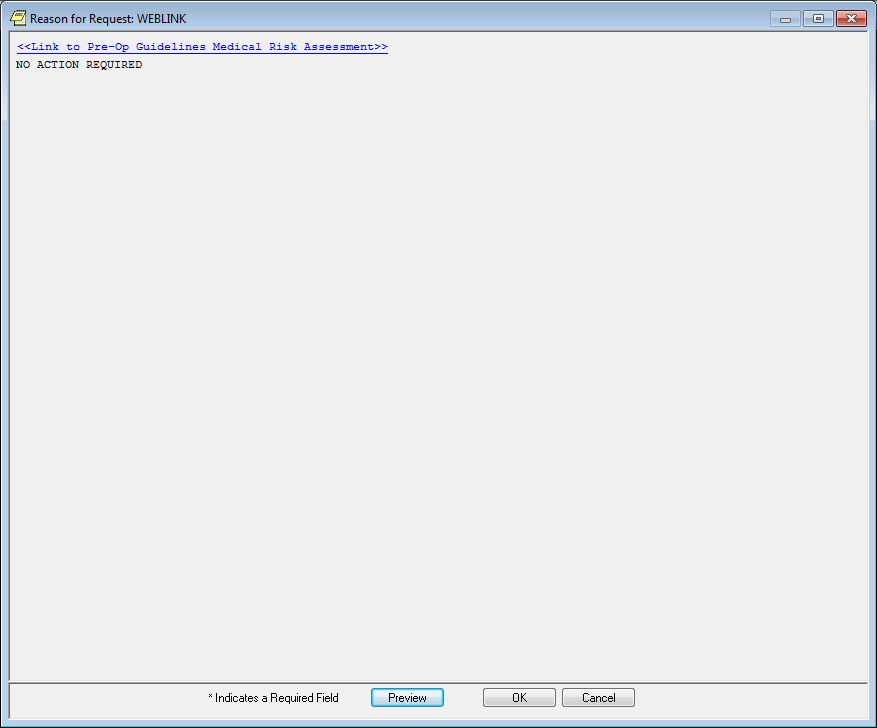 Reason for Request: WEBLINK
<<Link to Pre-Op Guidelines Medical Risk Assessment>>
NO ACTION REQUIRED
* Indicates a Required Field
Preview
OK
Cancel